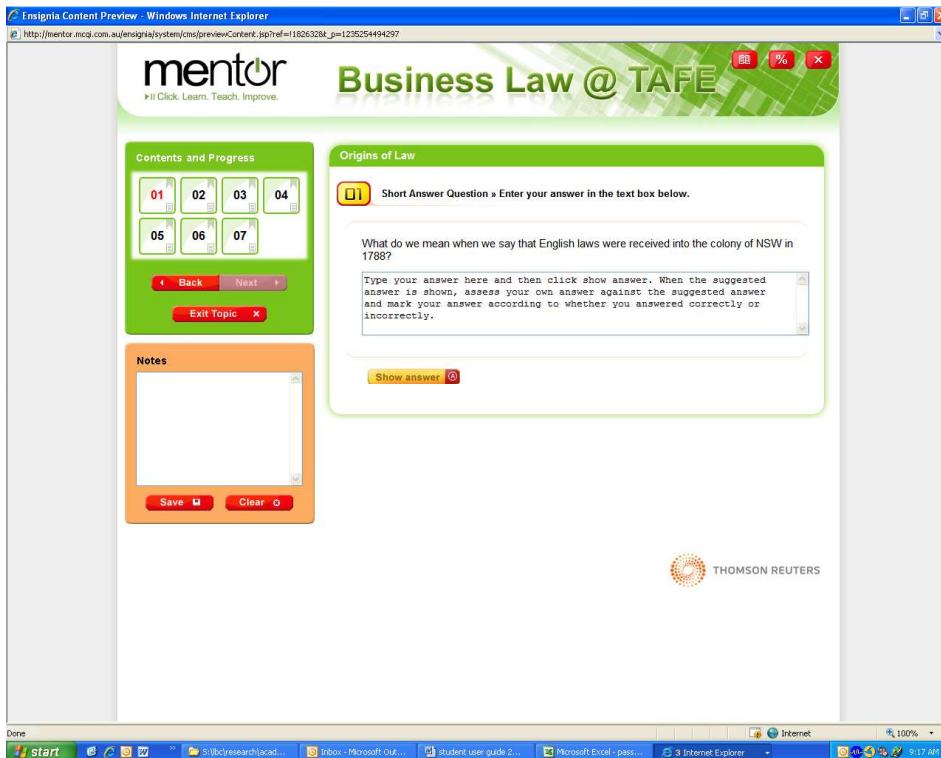 Ensignia Content Preview - Windows Internet Explorer
http://mentor.mcqi.com.au/ensignia/system/cms/previewContent.jsp?ref=!1826328t_p=1235254494297
mentor
Click. Learn. Teach. Improve.
Business Law @ TAFE
%
Contents and Progress
01 02 03 04
05 06 07
Back Next
Exit Topic X
Notes
Save Clear
Origins of Law
01 Short Answer Question » Enter your answer in the text box below.
What do we mean when we say that English laws were received into the colony of NSW in
1788?
Type your answer here and then click show answer. When the suggested
answer is shown, assess your own answer against the suggested answer
and mark your answer according to whether you answered correctly or
incorrectly.
Show answer A
THOMSON REUTERS
Done
Internet
100%
start
S:\lbc\research\acad...
Inbox - Microsoft Out...
student user guide 2...
Microsoft Excel - pass...
3 Internet Explorer
9:17 AM